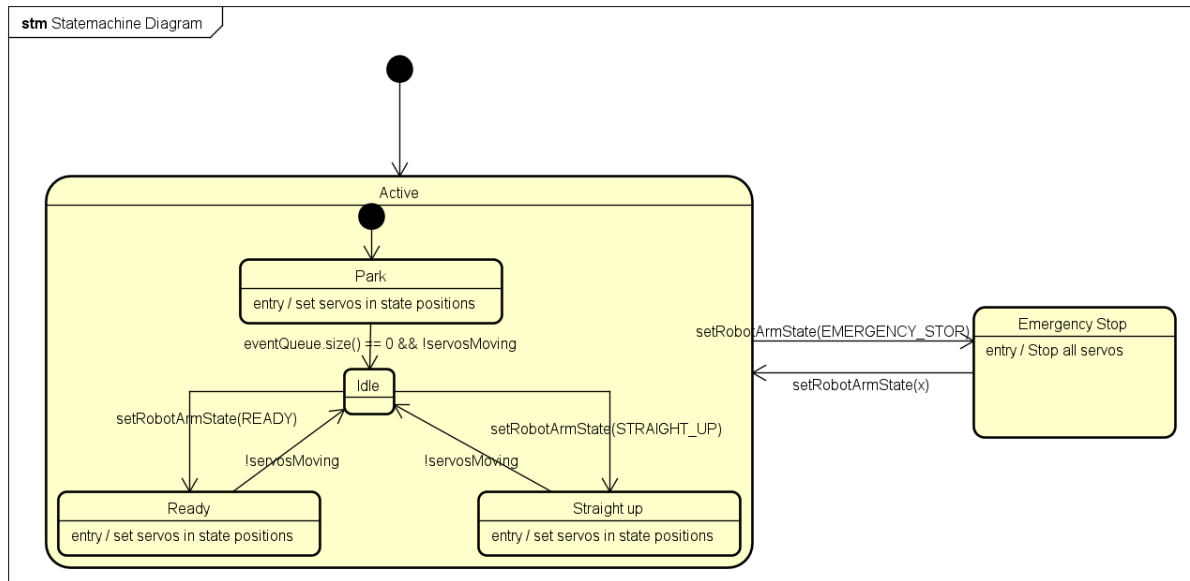 stm Statemachine Diagram
Active
Park
entry / set servos in state positions
eventQueue.size() == 0 && !servosMoving
Idle
setRobotArmState(READY)
setRobotArmState(STRAIGHT_UP)
!servosMoving
!servosMoving
Ready
entry / set servos in state positions
Straight up
entry / set servos in state positions
setRobotArmState(EMERGENCY_STOP)
setRobotArmState(x)
Emergency Stop
entry / Stop all servos